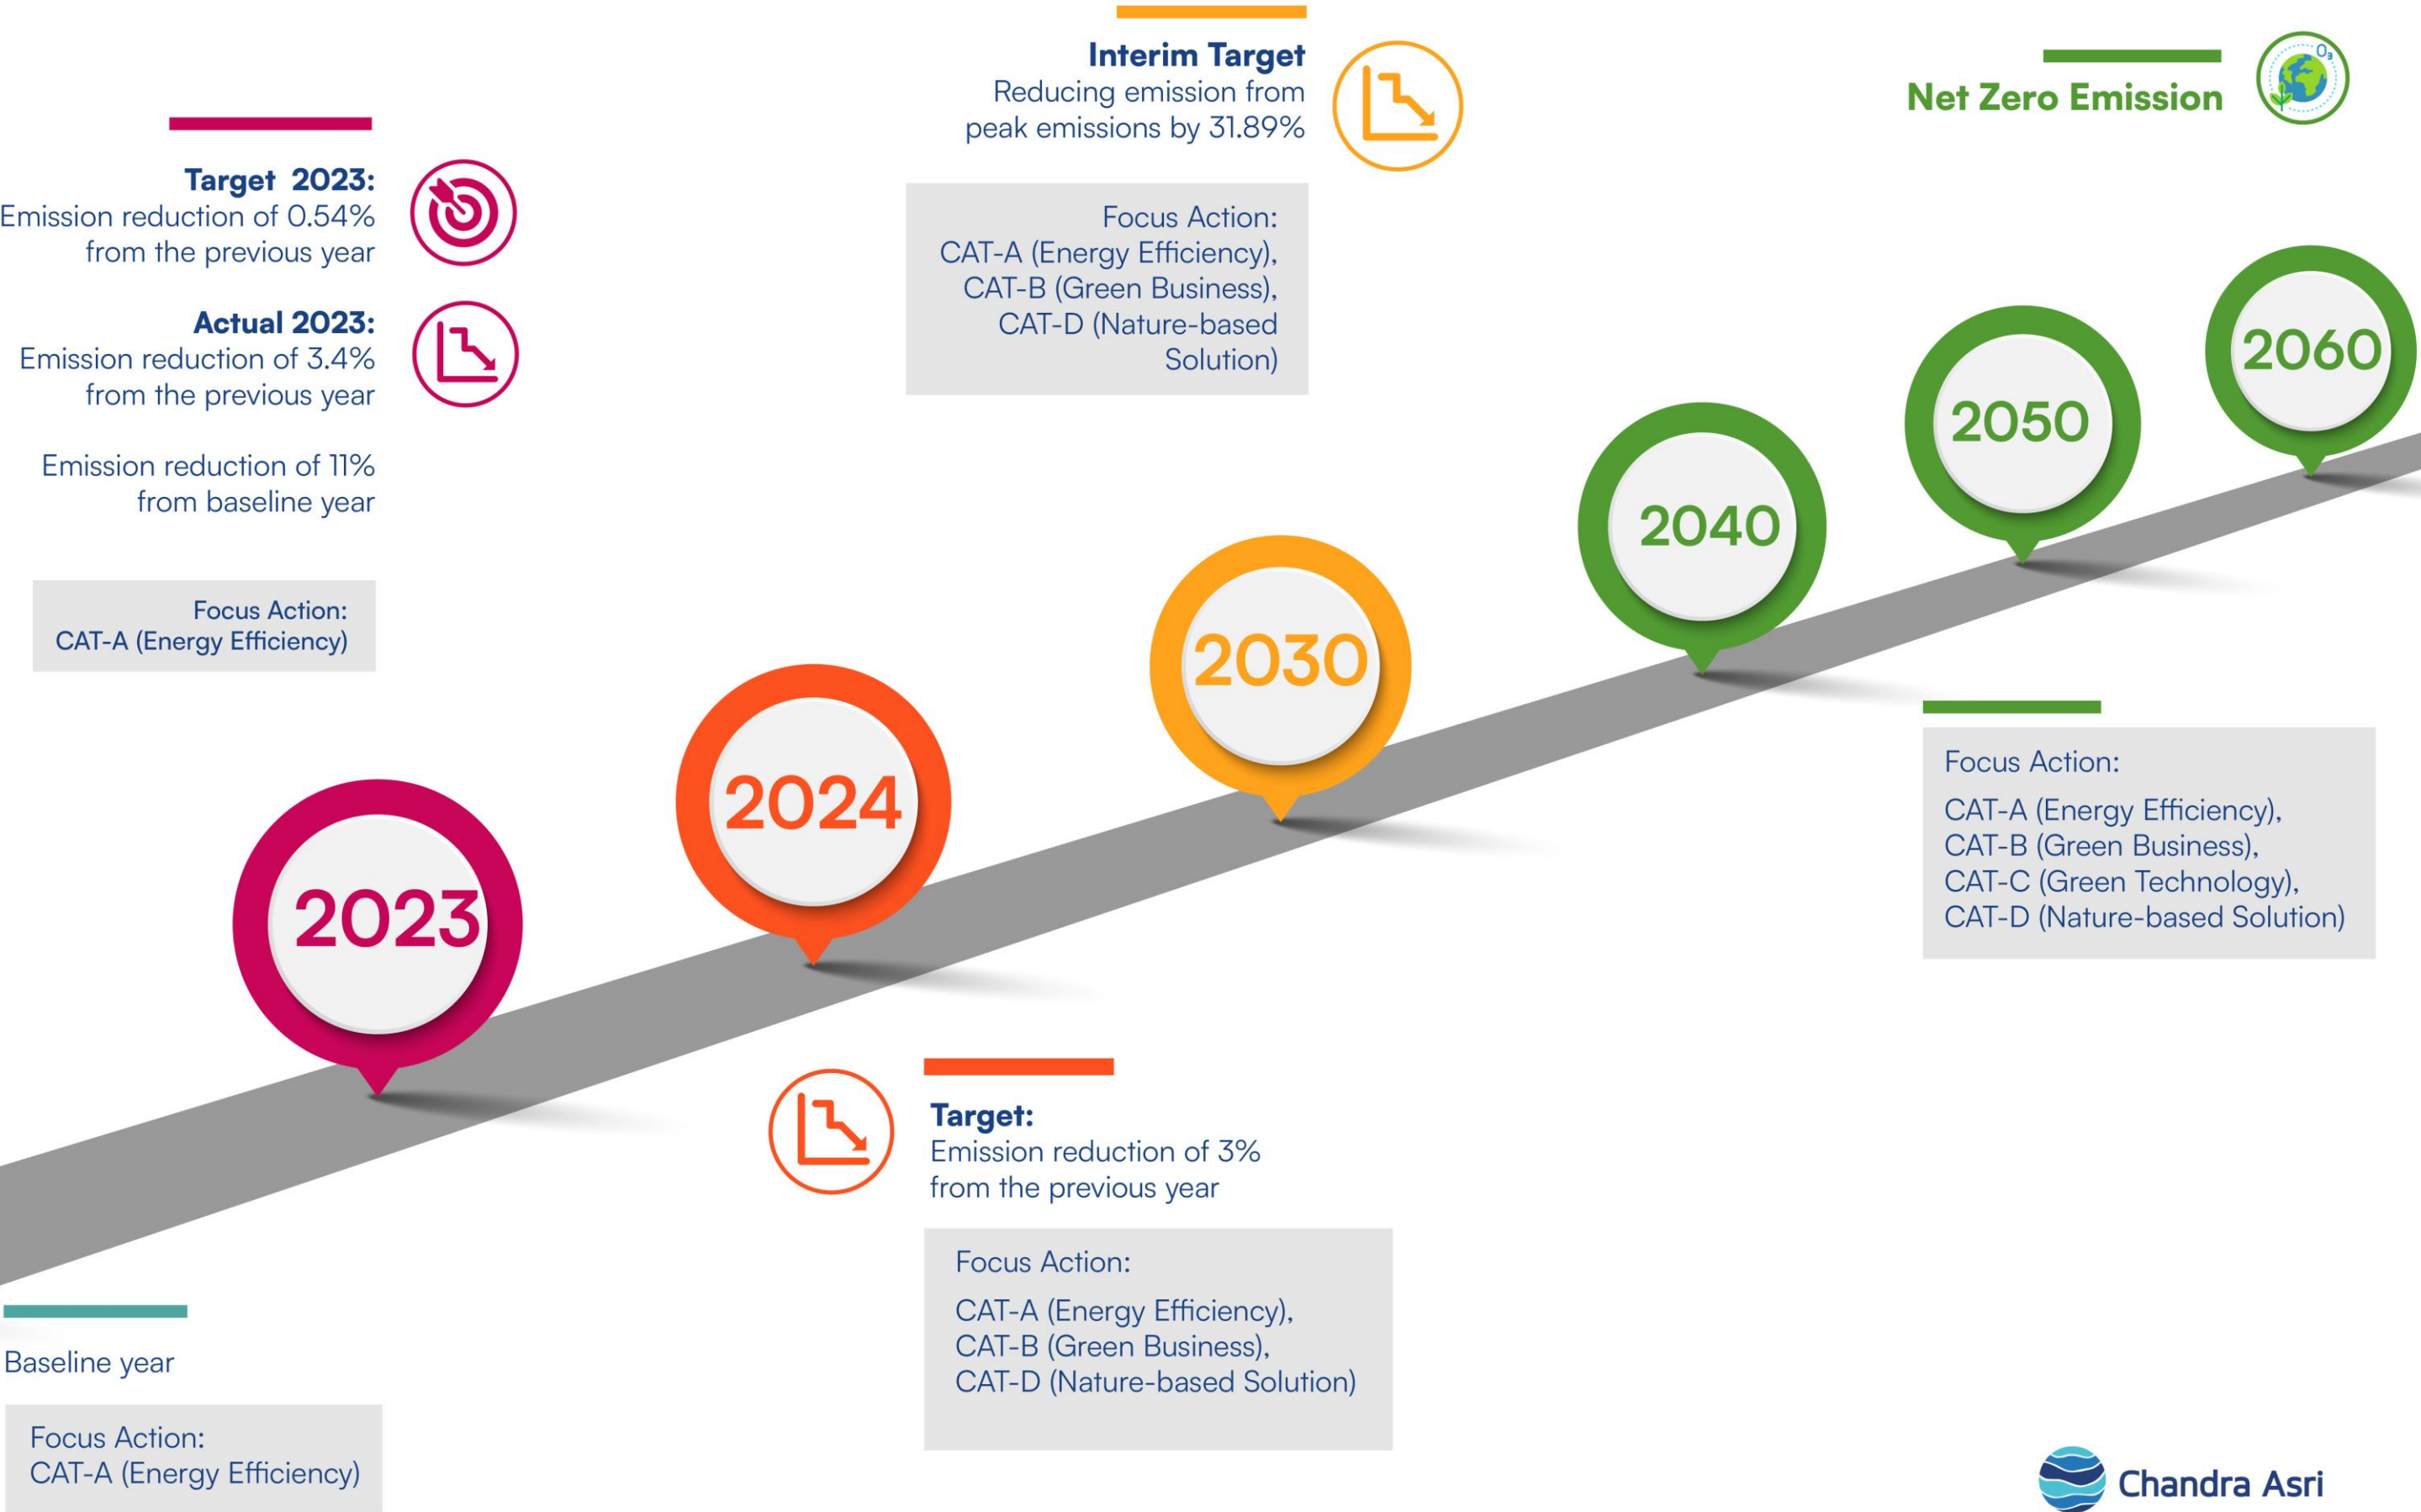 Target 2023:
Emission reduction of 0.54%
from the previous year
Actual 2023:
Emission reduction of 3.4%
from the previous year
Emission reduction of 11%
from baseline year
Focus Action:
CAT-A (Energy Efficiency)
Interim Target
Reducing emission from
peak emissions by 31.89%
Focus Action:
CAT-A (Energy Efficiency),
CAT-B (Green Business),
CAT-D (Nature-based
Solution)
Net Zero Emission
O₃
2023
2024
2030
2040
2050
2060
Baseline year
Focus Action:
CAT-A (Energy Efficiency)
Target:
Emission reduction of 3%
from the previous year
Focus Action:
CAT-A (Energy Efficiency),
CAT-B (Green Business),
CAT-D (Nature-based Solution)
Focus Action:
CAT-A (Energy Efficiency),
CAT-B (Green Business),
CAT-C (Green Technology),
CAT-D (Nature-based Solution)
Chandra Asri